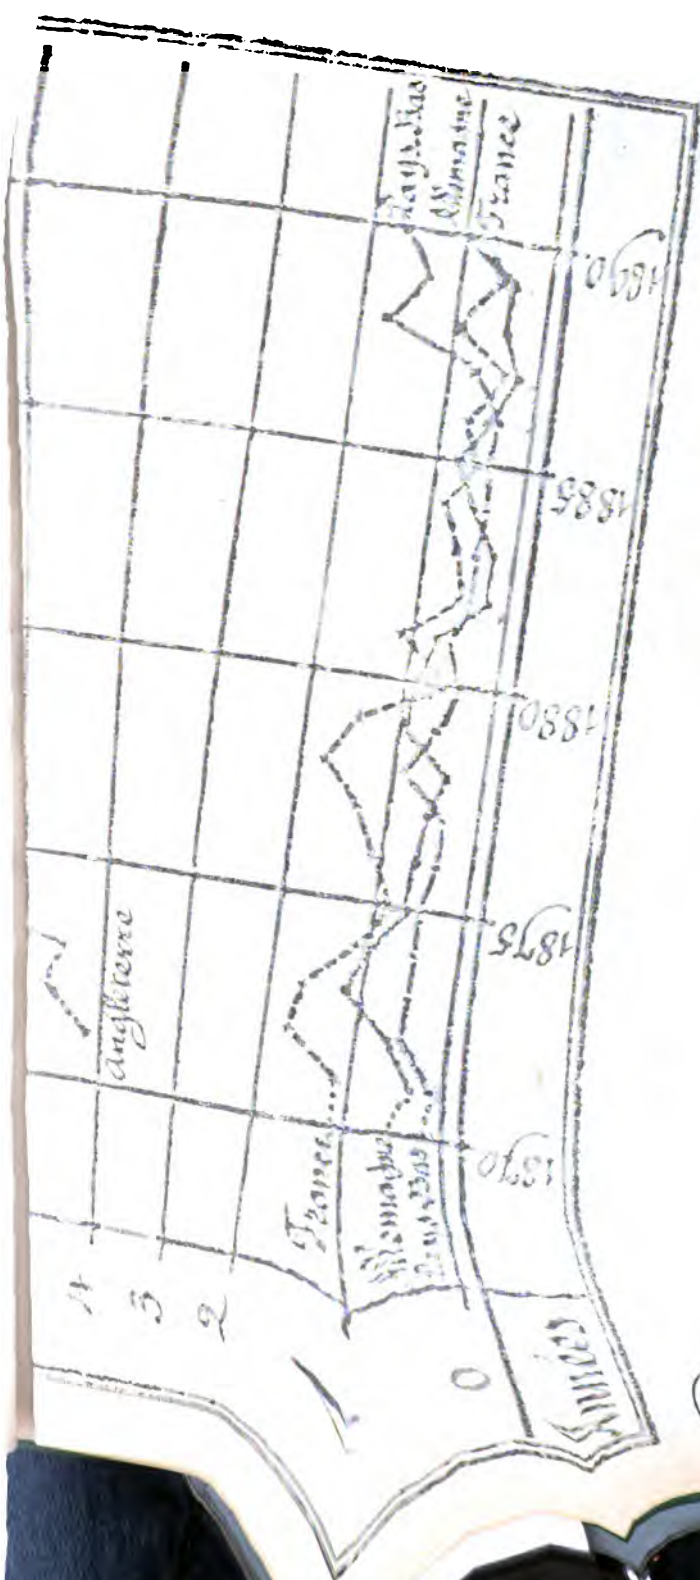 Pays-Bas
Allemagne
France
Angleterre
France
Allemagne
Pays-Bas
4
3
2
1
0
Années
1870
1875
1880
1885
1890